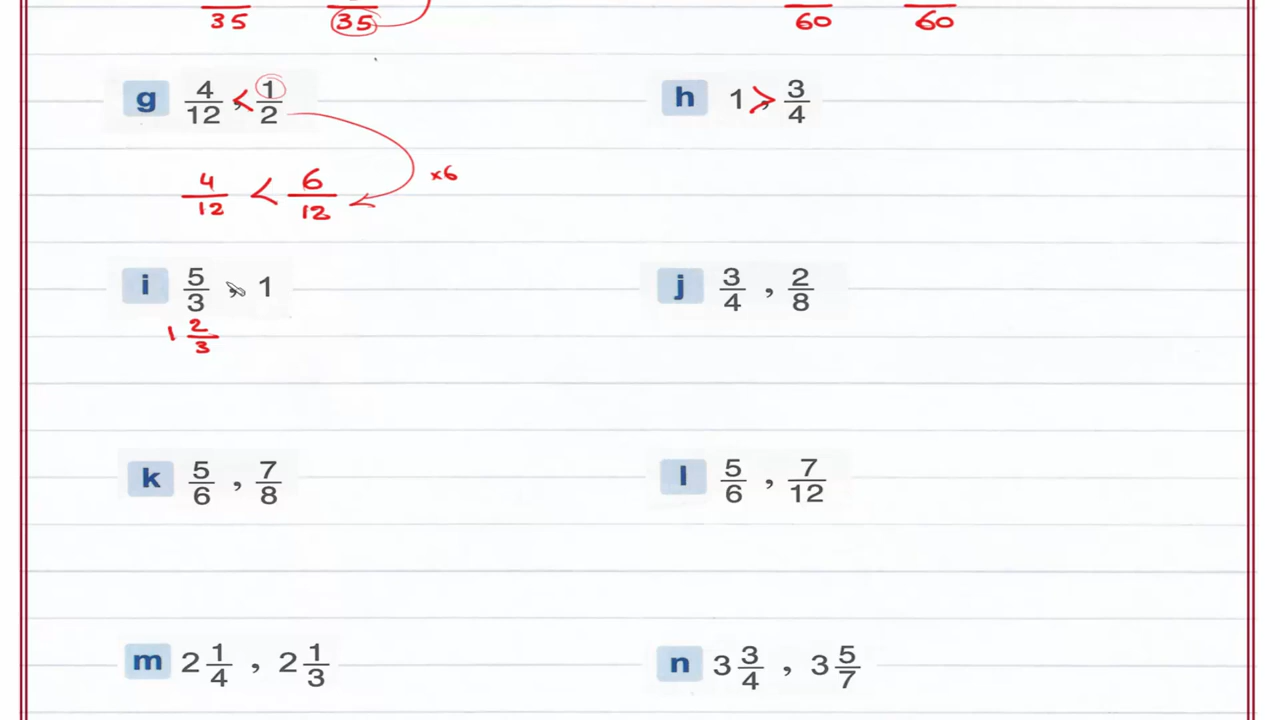 35 35 60 60
g 4/12 < , 1/2 h 1 > , 3/4
4/12 < 6/12 ×6
i 5/3 , 1 j 3/4 , 2/8
1 2/3
k 5/6 , 7/8 l 5/6 , 7/12
m 2 1/4 , 2 1/3 n 3 3/4 , 3 5/7